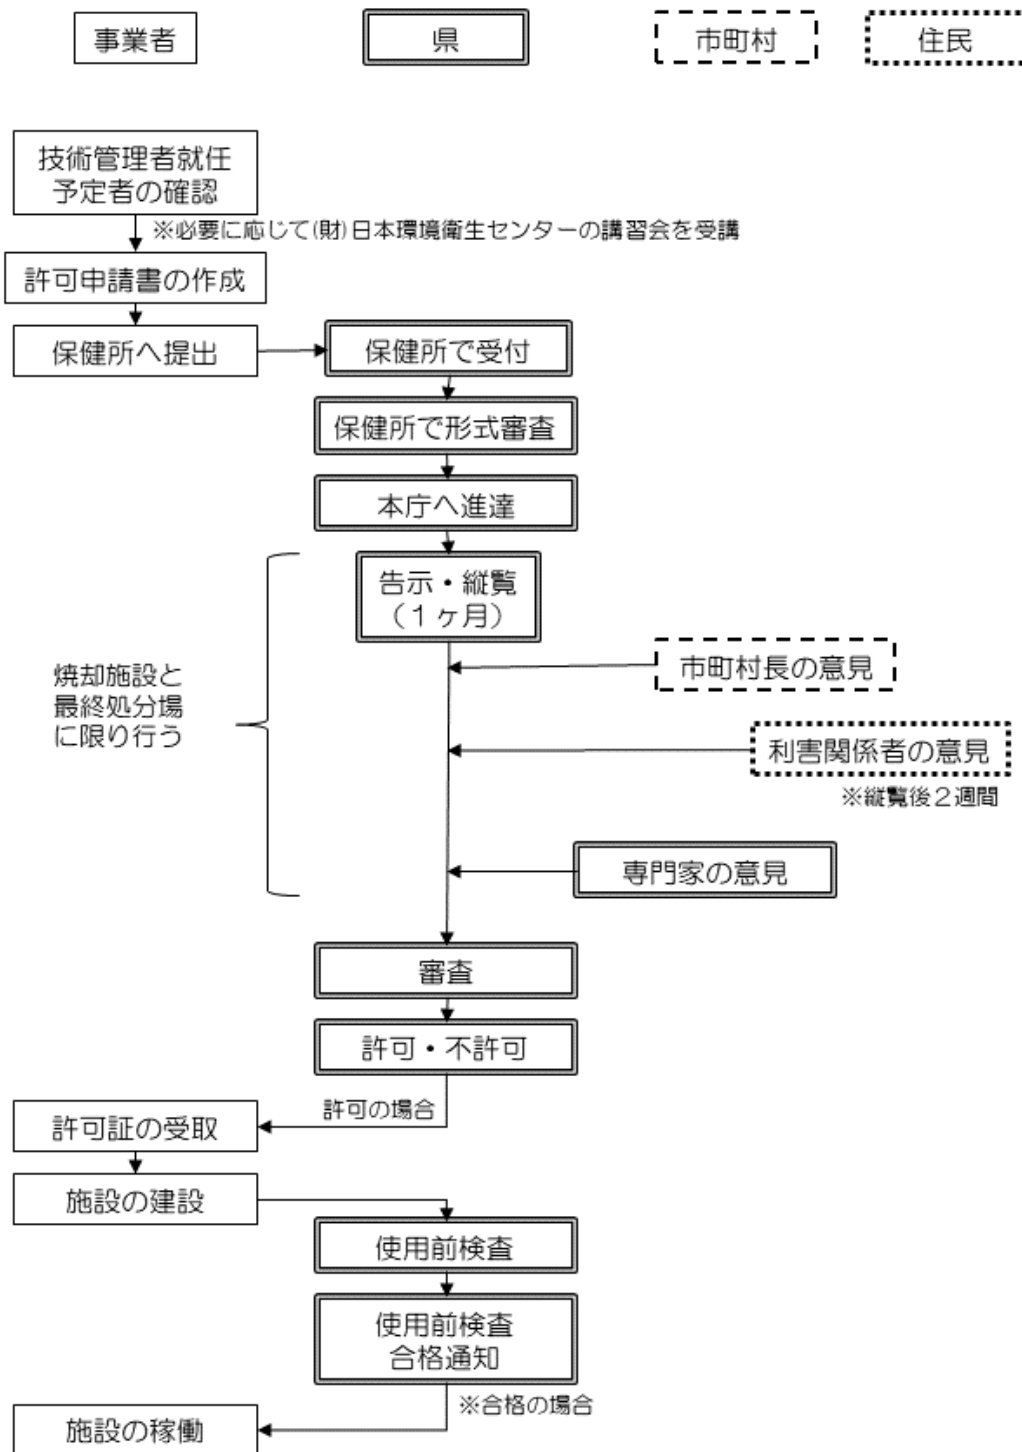 事業者
県
市町村
住民
技術管理者就任
予定者の確認
※必要に応じて(財)日本環境衛生センターの講習会を受講
許可申請書の作成
保健所へ提出
保健所で受付
保健所で形式審査
本庁へ進達
告示・縦覧
（１ヶ月）
焼却施設と
最終処分場
に限り行う
市町村長の意見
利害関係者の意見
※縦覧後２週間
専門家の意見
審査
許可・不許可
許可の場合
許可証の受取
施設の建設
使用前検査
使用前検査
合格通知
※合格の場合
施設の稼働